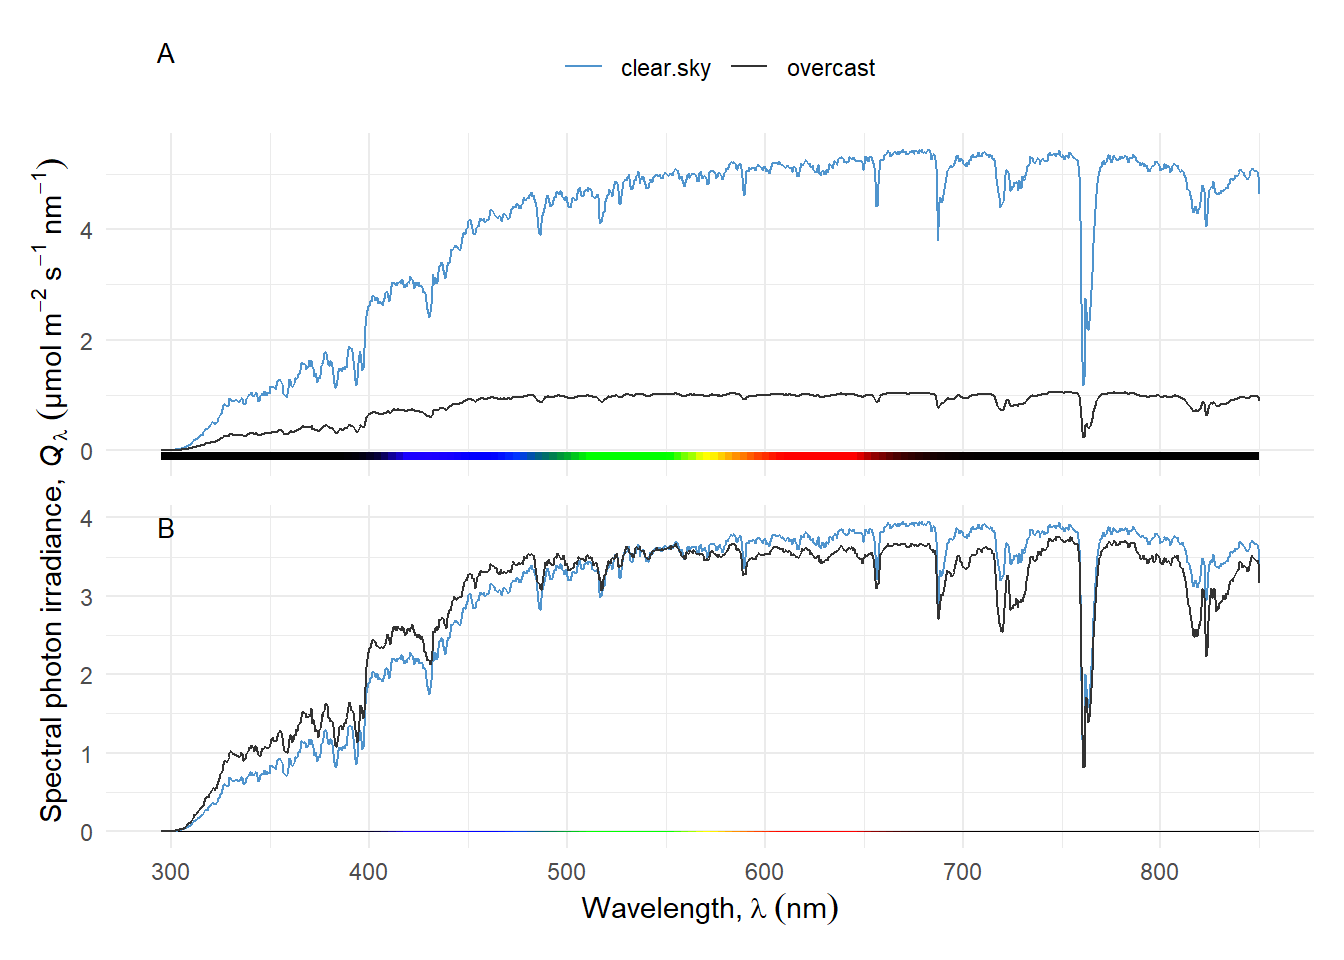 A
clear.sky overcast
4
2
0
B
4
3
2
1
0
300 400 500 600 700 800
Wavelength, λ (nm)
Spectral photon irradiance, Qλ (μmol m⁻² s⁻¹ nm⁻¹)